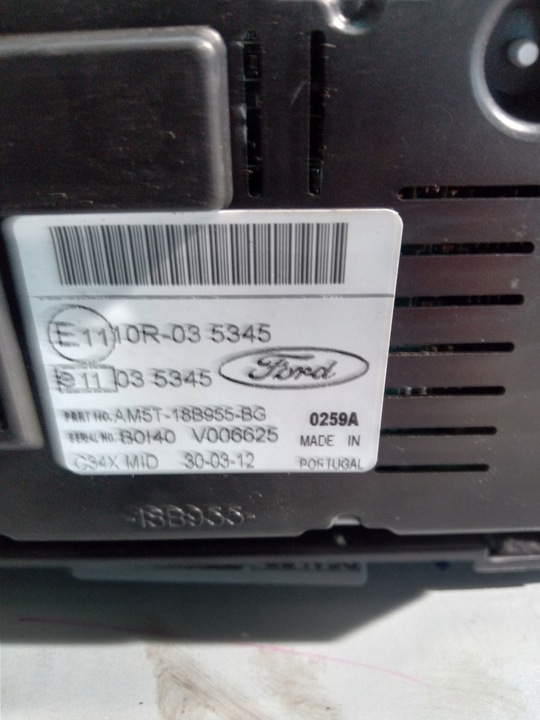 E11 10R-03 5345
e11 03 5345
Ford
PART NO. AM5T-18B955-BG
0259A
SERIAL NO. B0140 V006625
MADE IN
C34X MID 30-03-12
PORTUGAL
-18B955-